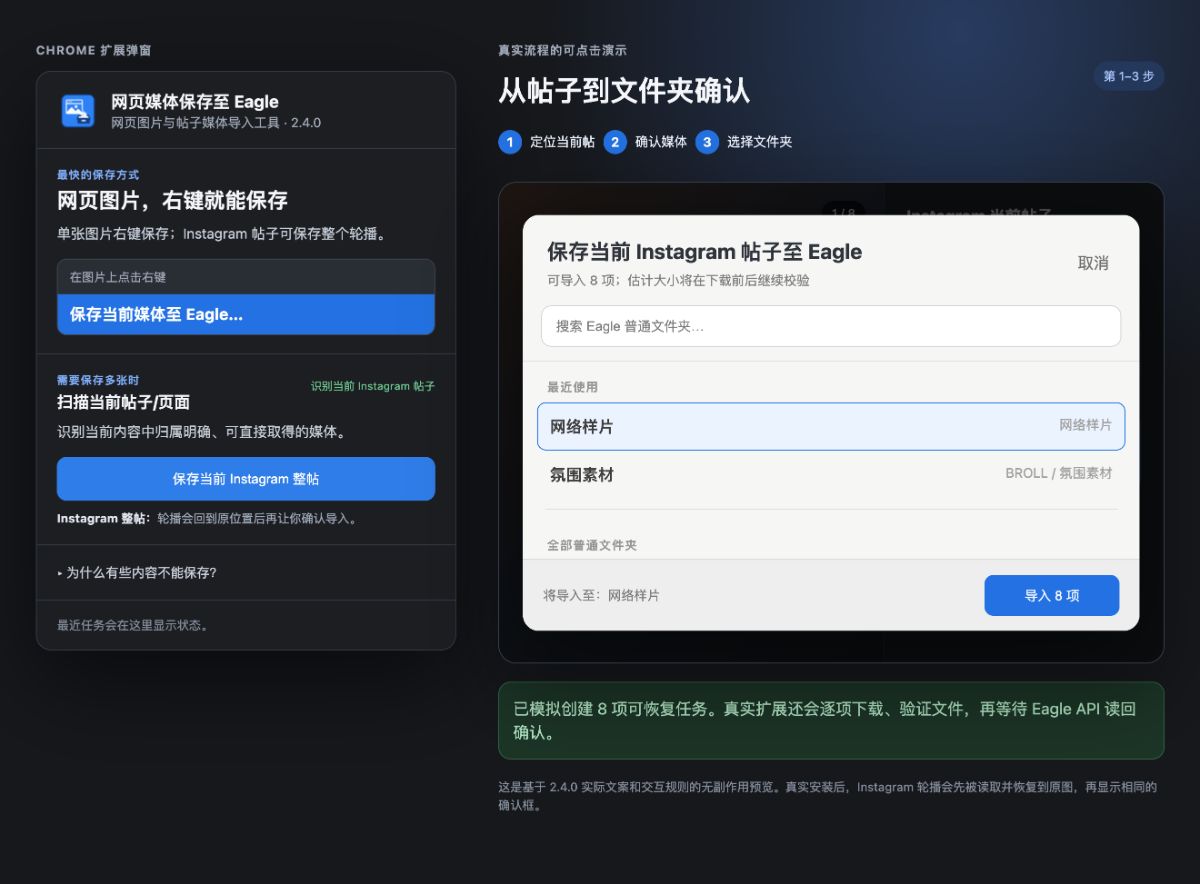 CHROME 扩展弹窗
网页媒体保存至 Eagle
网页图片与帖子媒体导入工具 · 2.4.0
最快的保存方式
网页图片，右键就能保存
单张图片右键保存；Instagram 帖子可保存整个轮播。
在图片上点击右键
保存当前媒体至 Eagle…
需要保存多张时
识别当前 Instagram 帖子
扫描当前帖子/页面
识别当前内容中归属明确、可直接取得的媒体。
保存当前 Instagram 整帖
Instagram 整帖：轮播会回到原位置后再让你确认导入。
▸ 为什么有些内容不能保存?
最近任务会在这里显示状态。
真实流程的可点击演示
从帖子到文件夹确认
第 1–3 步
1 定位当前帖 2 确认媒体 3 选择文件夹
1 / 8
Instagram 当前帖子
保存当前 Instagram 帖子至 Eagle
取消
可导入 8 项；估计大小将在下载前后继续校验
搜索 Eagle 普通文件夹…
最近使用
网络样片 网络样片
氛围素材 BROLL / 氛围素材
全部普通文件夹
将导入至：网络样片
导入 8 项
已模拟创建 8 项可恢复任务。真实扩展还会逐项下载、验证文件，再等待 Eagle API 读回
确认。
这是基于 2.4.0 实际文案和交互规则的无副作用预览。真实安装后，Instagram 轮播会先被读取并恢复到原图，再显示相同的
确认框。